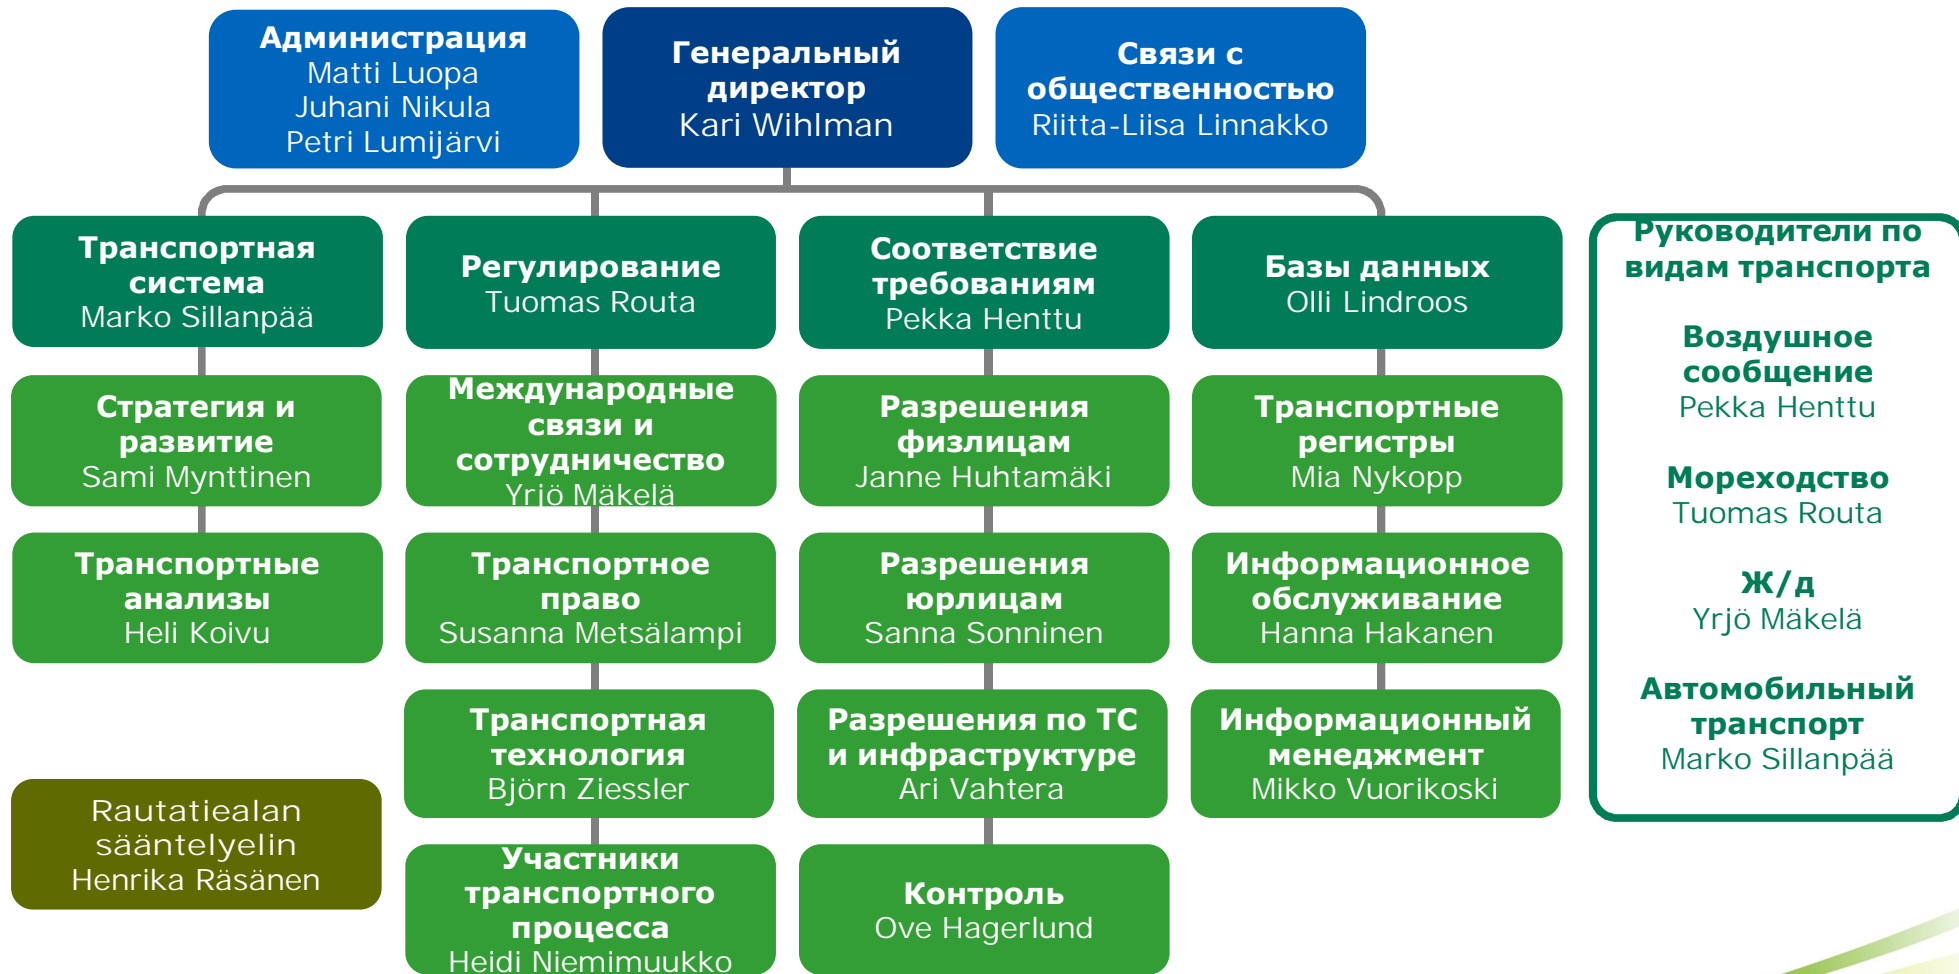 Администрация
Matti Luopa
Juhani Nikula
Petri Lumijärvi
Генеральный
директор
Kari Wihlman
Связи с
общественностью
Riitta-Liisa Linnakko
Транспортная
система
Marko Sillanpää
Регулирование
Tuomas Routa
Соответствие
требованиям
Pekka Henttu
Базы данных
Olli Lindroos
Стратегия и
развитие
Sami Mynttinen
Международные
связи и
сотрудничество
Yrjö Mäkelä
Разрешения
физлицам
Janne Huhtamäki
Транспортные
регистры
Mia Nykopp
Транспортные
анализы
Heli Koivu
Транспортное
право
Susanna Metsälampi
Разрешения
юрлицам
Sanna Sonninen
Информационное
обслуживание
Hanna Hakanen
Транспортная
технология
Björn Ziessler
Разрешения по ТС
и инфраструктуре
Ari Vahtera
Информационный
менеджмент
Mikko Vuorikoski
Участники
транспортного
процесса
Heidi Niemimuukko
Контроль
Ove Hagerlund
Rautatiealan
sääntelyelin
Henrika Räsänen
Руководители по
видам транспорта
Воздушное
сообщение
Pekka Henttu
Мореходство
Tuomas Routa
Ж/д
Yrjö Mäkelä
Автомобильный
транспорт
Marko Sillanpää